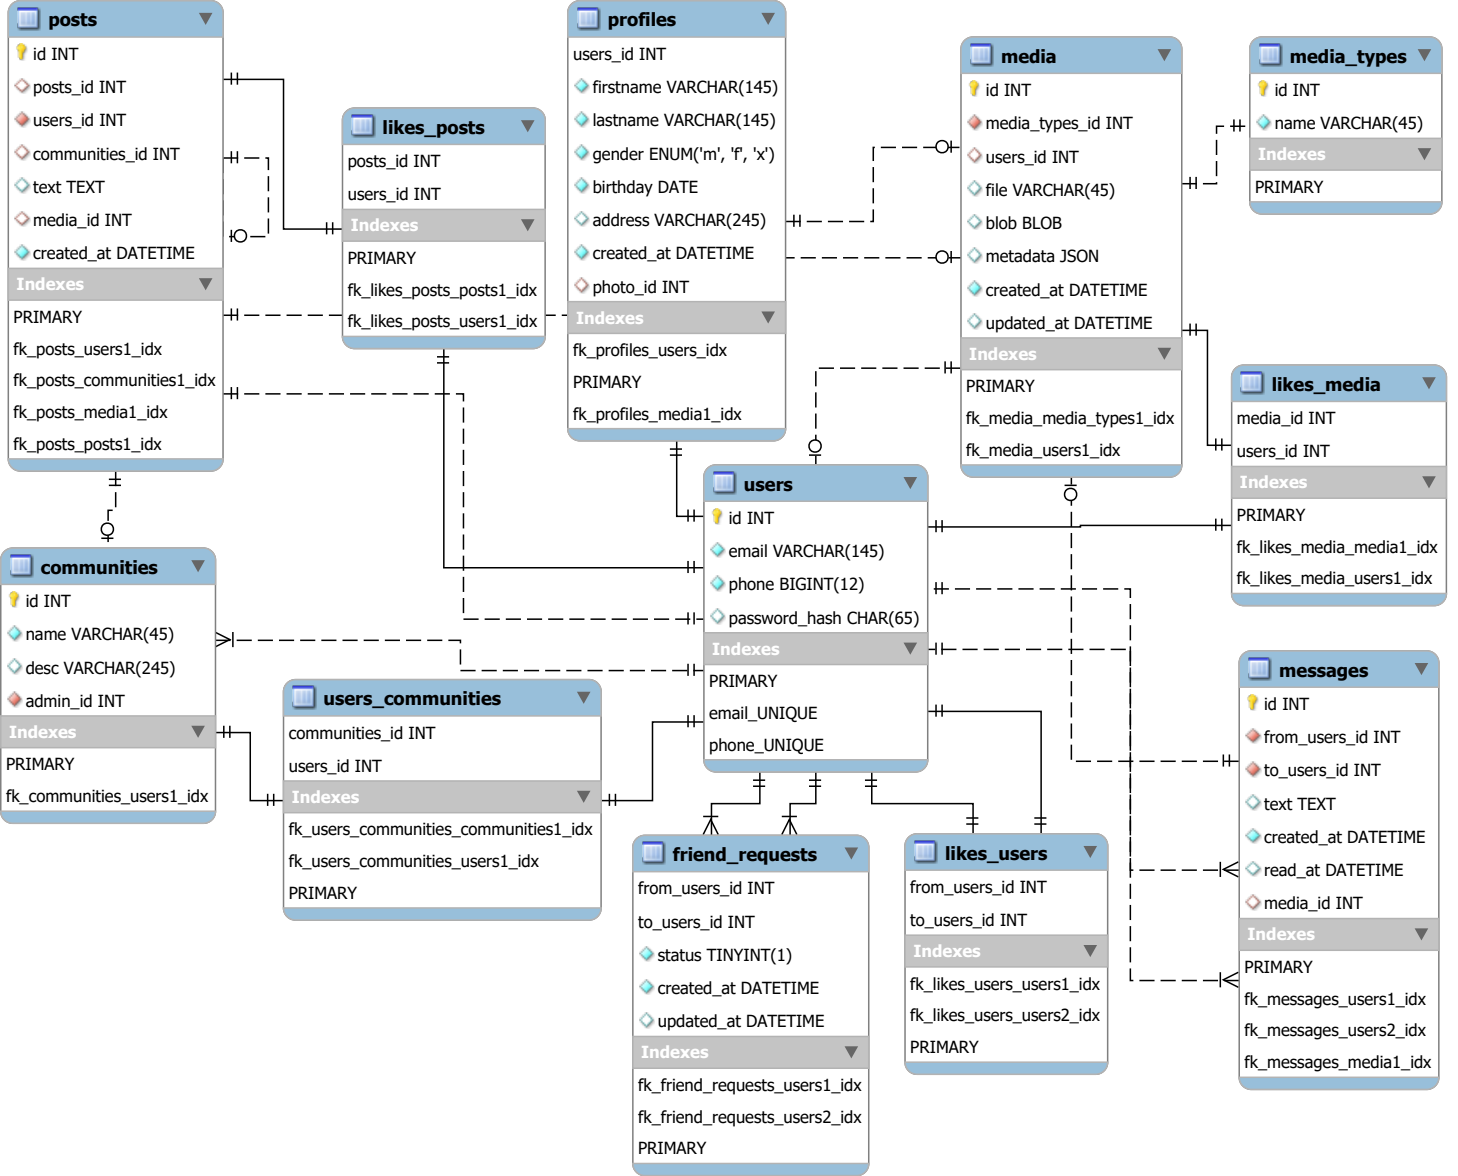 posts
id INT
posts_id INT
users_id INT
communities_id INT
text TEXT
media_id INT
created_at DATETIME
Indexes
PRIMARY
fk_posts_users1_idx
fk_posts_communities1_idx
fk_posts_media1_idx
fk_posts_posts1_idx
likes_posts
posts_id INT
users_id INT
Indexes
PRIMARY
fk_likes_posts_posts1_idx
fk_likes_posts_users1_idx
profiles
users_id INT
firstname VARCHAR(145)
lastname VARCHAR(145)
gender ENUM('m', 'f', 'x')
birthday DATE
address VARCHAR(245)
created_at DATETIME
photo_id INT
Indexes
fk_profiles_users_idx
PRIMARY
fk_profiles_media1_idx
media
id INT
media_types_id INT
users_id INT
file VARCHAR(45)
blob BLOB
metadata JSON
created_at DATETIME
updated_at DATETIME
Indexes
PRIMARY
fk_media_media_types1_idx
fk_media_users1_idx
media_types
id INT
name VARCHAR(45)
Indexes
PRIMARY
likes_media
media_id INT
users_id INT
Indexes
PRIMARY
fk_likes_media_media1_idx
fk_likes_media_users1_idx
users
id INT
email VARCHAR(145)
phone BIGINT(12)
password_hash CHAR(65)
Indexes
PRIMARY
email_UNIQUE
phone_UNIQUE
communities
id INT
name VARCHAR(45)
desc VARCHAR(245)
admin_id INT
Indexes
PRIMARY
fk_communities_users1_idx
users_communities
communities_id INT
users_id INT
Indexes
fk_users_communities_communities1_idx
fk_users_communities_users1_idx
PRIMARY
friend_requests
from_users_id INT
to_users_id INT
status TINYINT(1)
created_at DATETIME
updated_at DATETIME
Indexes
fk_friend_requests_users1_idx
fk_friend_requests_users2_idx
PRIMARY
likes_users
from_users_id INT
to_users_id INT
Indexes
fk_likes_users_users1_idx
fk_likes_users_users2_idx
PRIMARY
messages
id INT
from_users_id INT
to_users_id INT
text TEXT
created_at DATETIME
read_at DATETIME
media_id INT
Indexes
PRIMARY
fk_messages_users1_idx
fk_messages_users2_idx
fk_messages_media1_idx